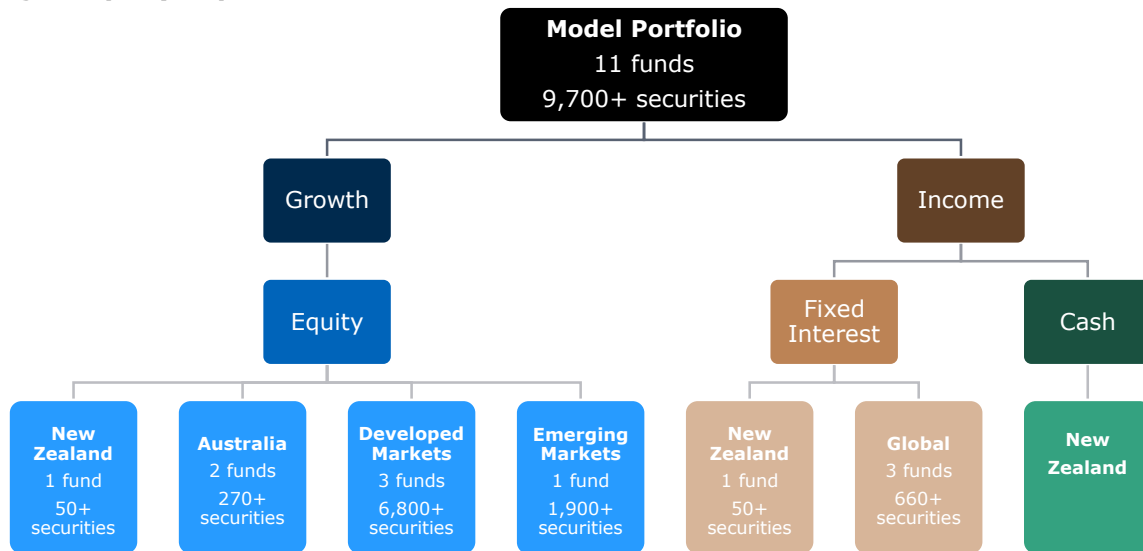 Model Portfolio
11 funds
9,700+ securities
Growth
Income
Equity
Fixed
Interest
Cash
New
Zealand
1 fund
50+
securities
Australia
2 funds
270+
securities
Developed
Markets
3 funds
6,800+
securities
Emerging
Markets
1 fund
1,900+
securities
New
Zealand
1 fund
50+
securities
Global
3 funds
660+
securities
New
Zealand